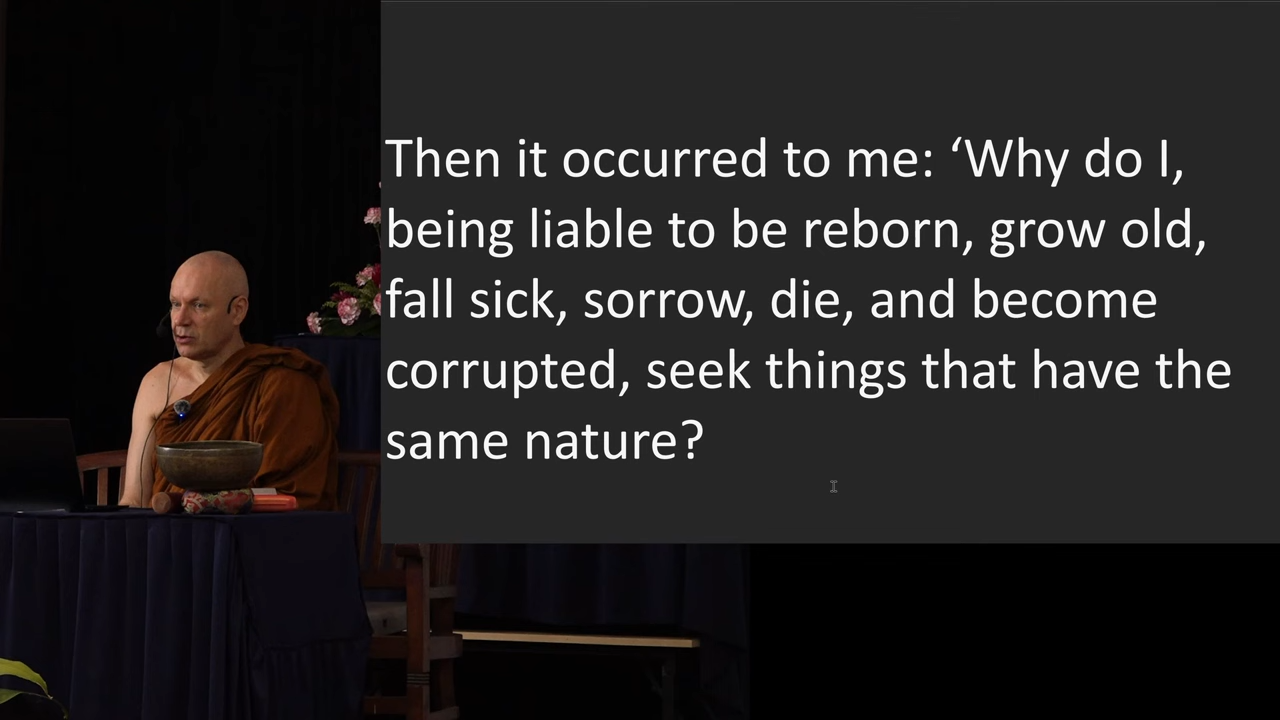 Then it occurred to me: ‘Why do I,
being liable to be reborn, grow old,
fall sick, sorrow, die, and become
corrupted, seek things that have the
same nature?